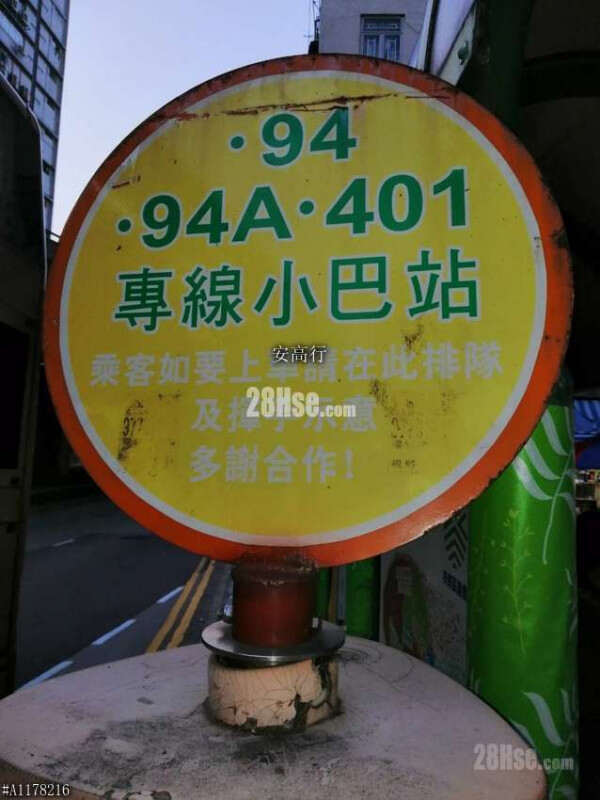 ·94
·94A·401
專線小巴站
安高行
乘客如要上車請在此排隊
28Hse.com
及揮手示意
多謝合作！
28Hse.com
#A1178216